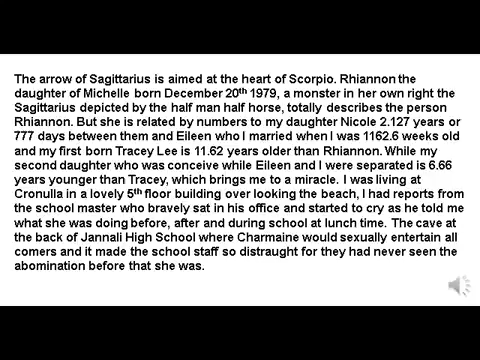 The arrow of Sagittarius is aimed at the heart of Scorpio. Rhiannon the
daughter of Michelle born December 20th 1979, a monster in her own right the
Sagittarius depicted by the half man half horse, totally describes the person
Rhiannon. But she is related by numbers to my daughter Nicole 2.127 years or
777 days between them and Eileen who I married when I was 1162.6 weeks old
and my first born Tracey Lee is 11.62 years older than Rhiannon. While my
second daughter who was conceive while Eileen and I were separated is 6.66
years younger than Tracey, which brings me to a miracle. I was living at
Cronulla in a lovely 5th floor building over looking the beach, I had reports from
the school master who bravely sat in his office and started to cry as he told me
what she was doing before, after and during school at lunch time. The cave at
the back of Jannali High School where Charmaine would sexually entertain all
comers and it made the school staff so distraught for they had never seen the
abomination before that she was.